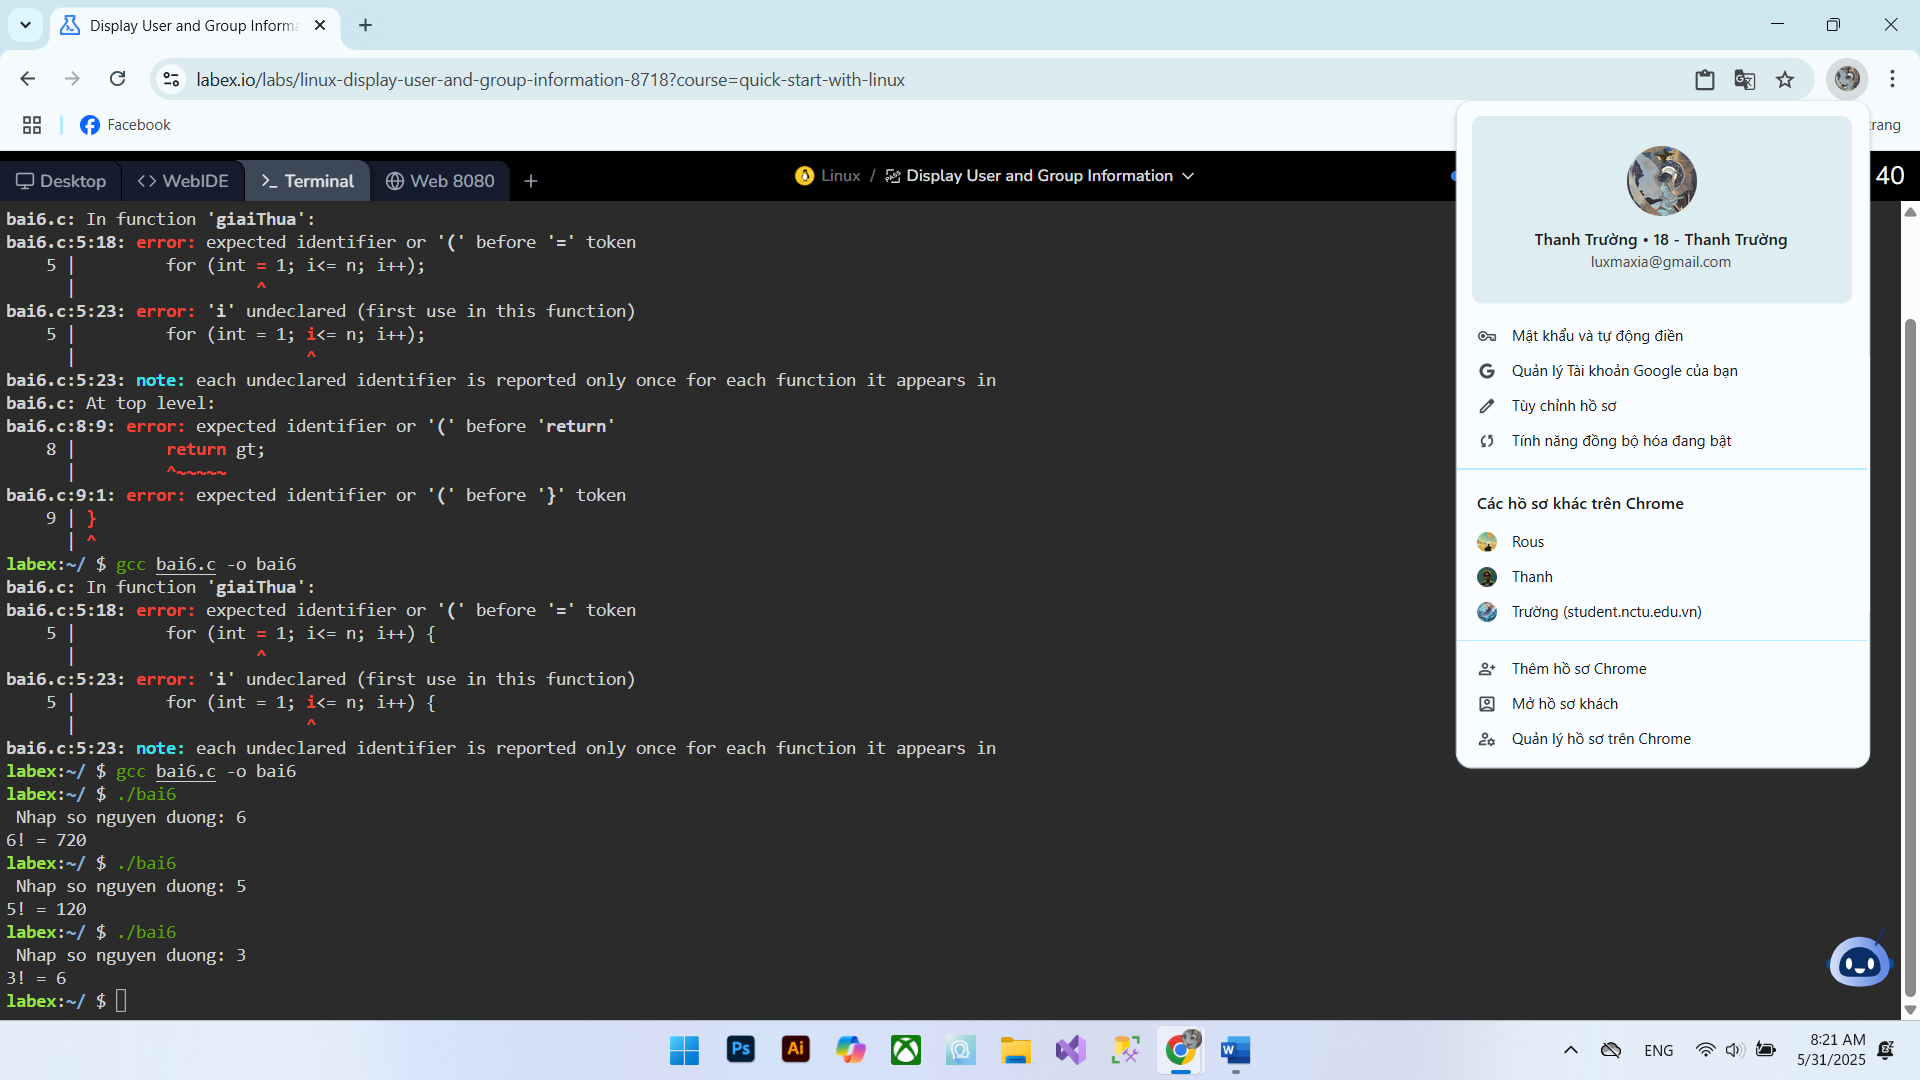 Display User and Group Informa
labex.io/labs/linux-display-user-and-group-information-8718?course=quick-start-with-linux
Facebook
rang
Desktop
WebIDE
Terminal
Web 8080
Linux / Display User and Group Information
40
bai6.c: In function 'giaiThua':
bai6.c:5:18: error: expected identifier or '(' before '=' token
5 | for (int = 1; i<= n; i++);
| ^
bai6.c:5:23: error: 'i' undeclared (first use in this function)
5 | for (int = 1; i<= n; i++);
| ^
bai6.c:5:23: note: each undeclared identifier is reported only once for each function it appears in
bai6.c: At top level:
bai6.c:8:9: error: expected identifier or '(' before 'return'
8 | return gt;
| ^~~~~~
bai6.c:9:1: error: expected identifier or '(' before '}' token
9 | }
| ^
labex:~/ $ gcc bai6.c -o bai6
bai6.c: In function 'giaiThua':
bai6.c:5:18: error: expected identifier or '(' before '=' token
5 | for (int = 1; i<= n; i++) {
| ^
bai6.c:5:23: error: 'i' undeclared (first use in this function)
5 | for (int = 1; i<= n; i++) {
| ^
bai6.c:5:23: note: each undeclared identifier is reported only once for each function it appears in
labex:~/ $ gcc bai6.c -o bai6
labex:~/ $ ./bai6
Nhap so nguyen duong: 6
6! = 720
labex:~/ $ ./bai6
Nhap so nguyen duong: 5
5! = 120
labex:~/ $ ./bai6
Nhap so nguyen duong: 3
3! = 6
labex:~/ $
Thanh Trường • 18 - Thanh Trường
luxmaxia@gmail.com
Mật khẩu và tự động điền
Quản lý Tài khoản Google của bạn
Tùy chỉnh hồ sơ
Tính năng đồng bộ hóa đang bật
Các hồ sơ khác trên Chrome
Rous
Thanh
Trường (student.nctu.edu.vn)
Thêm hồ sơ Chrome
Mở hồ sơ khách
Quản lý hồ sơ trên Chrome
Ps
Ai
W
ENG
8:21 AM
5/31/2025